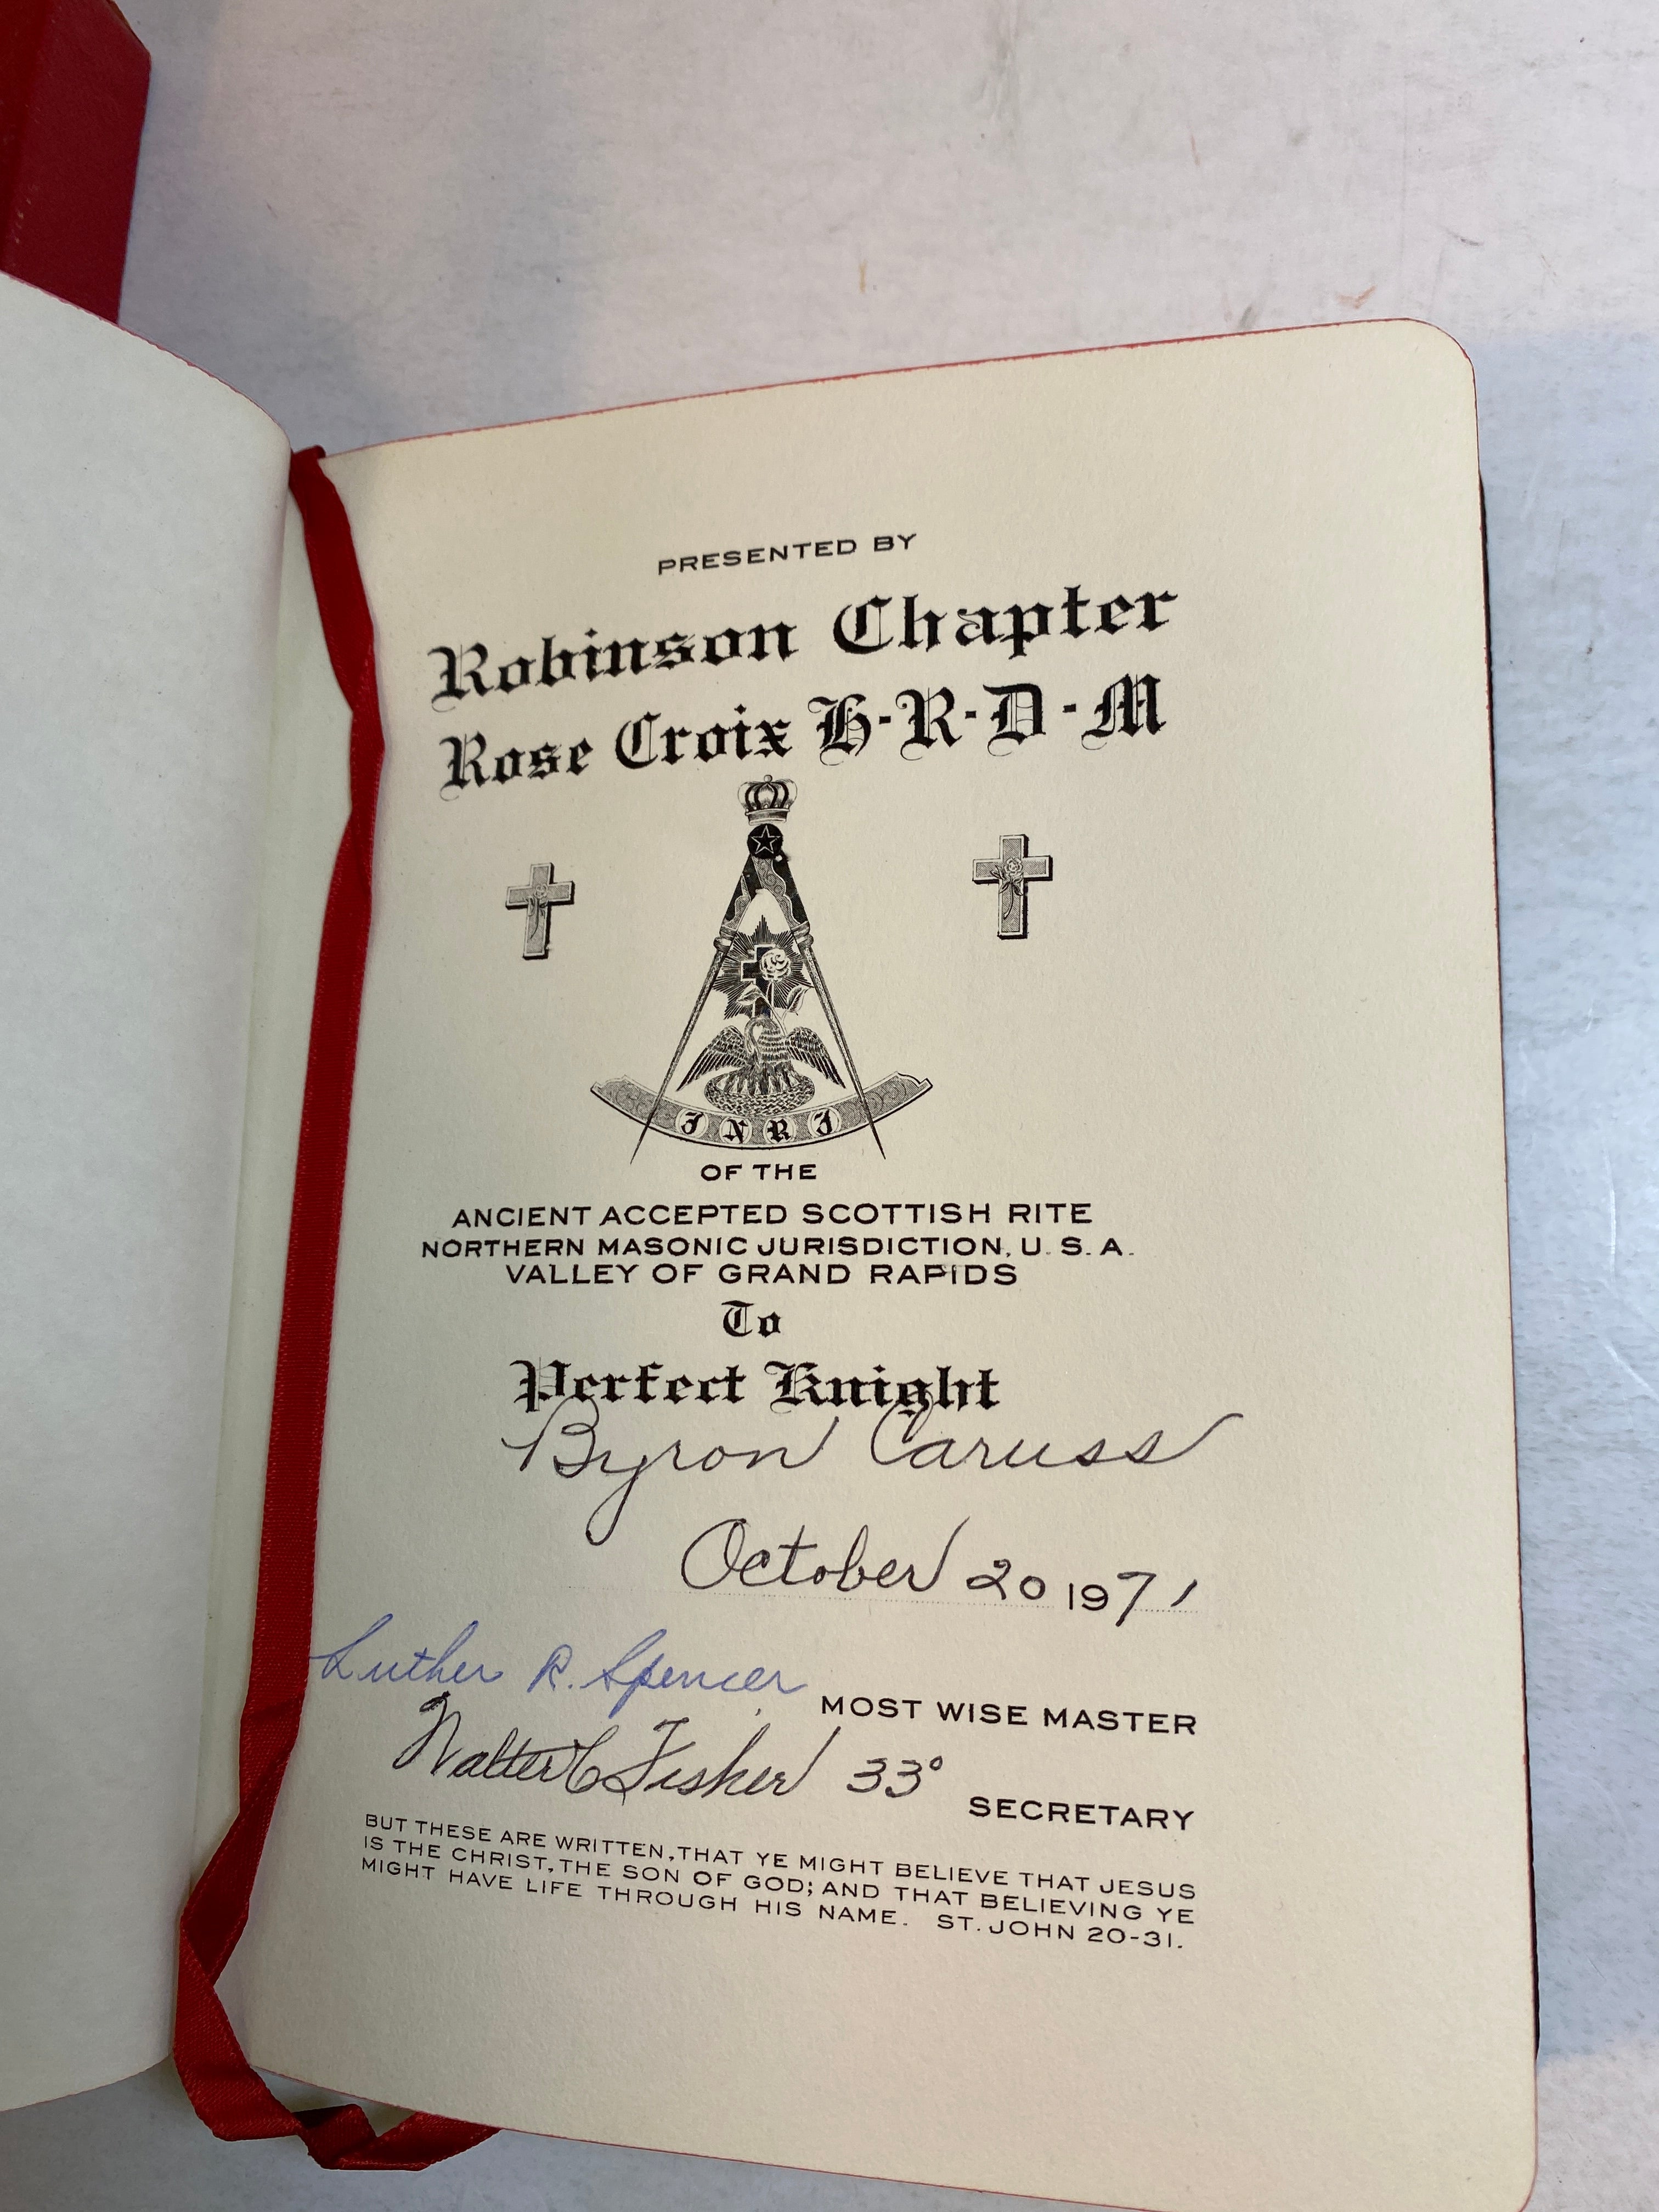 PRESENTED BY
Robinson Chapter
Rose Croix H-R-D-M
I N R I
OF THE
ANCIENT ACCEPTED SCOTTISH RITE
NORTHERN MASONIC JURISDICTION, U. S. A.
VALLEY OF GRAND RAPIDS
To
Perfect Knight
Byron Caruss
October 20 1971
Luther R. Spencer MOST WISE MASTER
Walter C Fisher 33° SECRETARY
BUT THESE ARE WRITTEN, THAT YE MIGHT BELIEVE THAT JESUS
IS THE CHRIST, THE SON OF GOD; AND THAT BELIEVING YE
MIGHT HAVE LIFE THROUGH HIS NAME. ST. JOHN 20-31.